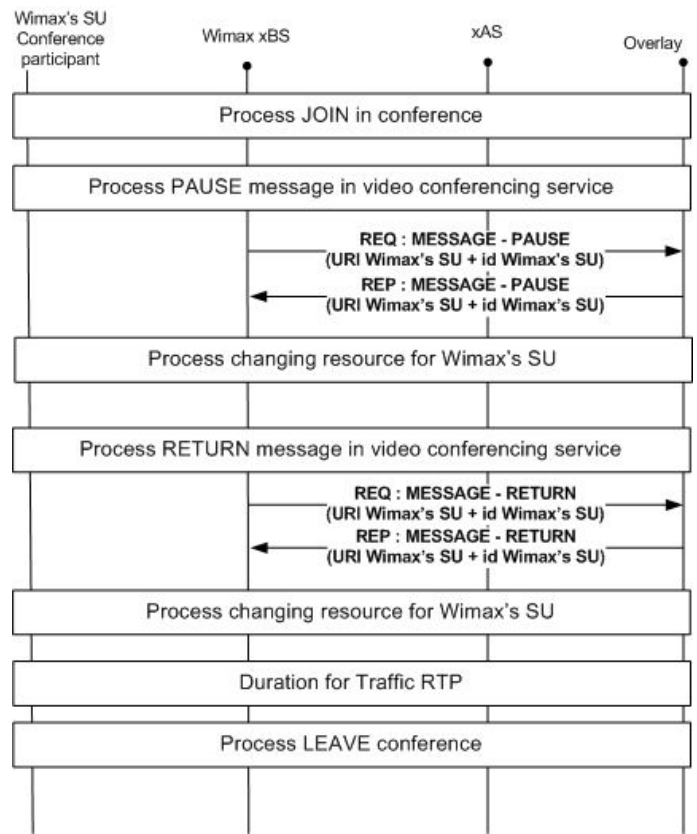 Wimax's SU
Conference
participant
Wimax xBS
xAS
Overlay
Process JOIN in conference
Process PAUSE message in video conferencing service
REQ : MESSAGE - PAUSE
(URI Wimax's SU + id Wimax's SU)
REP : MESSAGE - PAUSE
(URI Wimax's SU + id Wimax's SU)
Process changing resource for Wimax's SU
Process RETURN message in video conferencing service
REQ : MESSAGE - RETURN
(URI Wimax's SU + id Wimax's SU)
REP : MESSAGE - RETURN
(URI Wimax's SU + id Wimax's SU)
Process changing resource for Wimax's SU
Duration for Traffic RTP
Process LEAVE conference